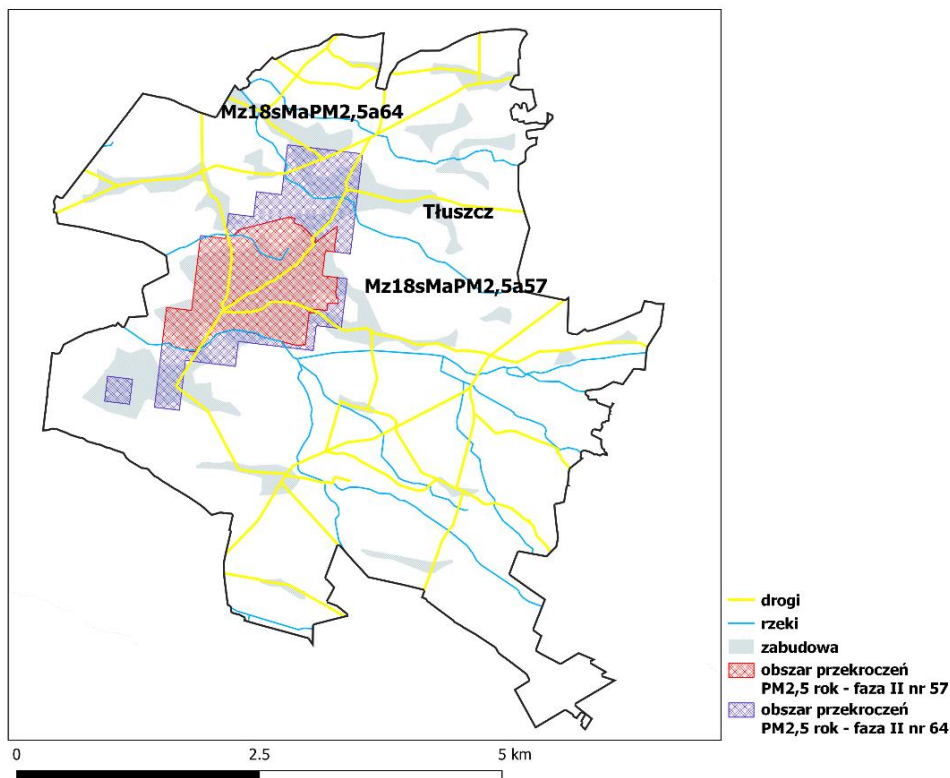 Mz18sMaPM2,5a64
Tłuszcz
Mz18sMaPM2,5a57
drogi
rzeki
zabudowa
obszar przekroczeń
PM2,5 rok - faza II nr 57
obszar przekroczeń
PM2,5 rok - faza II nr 64
0 2.5 5 km